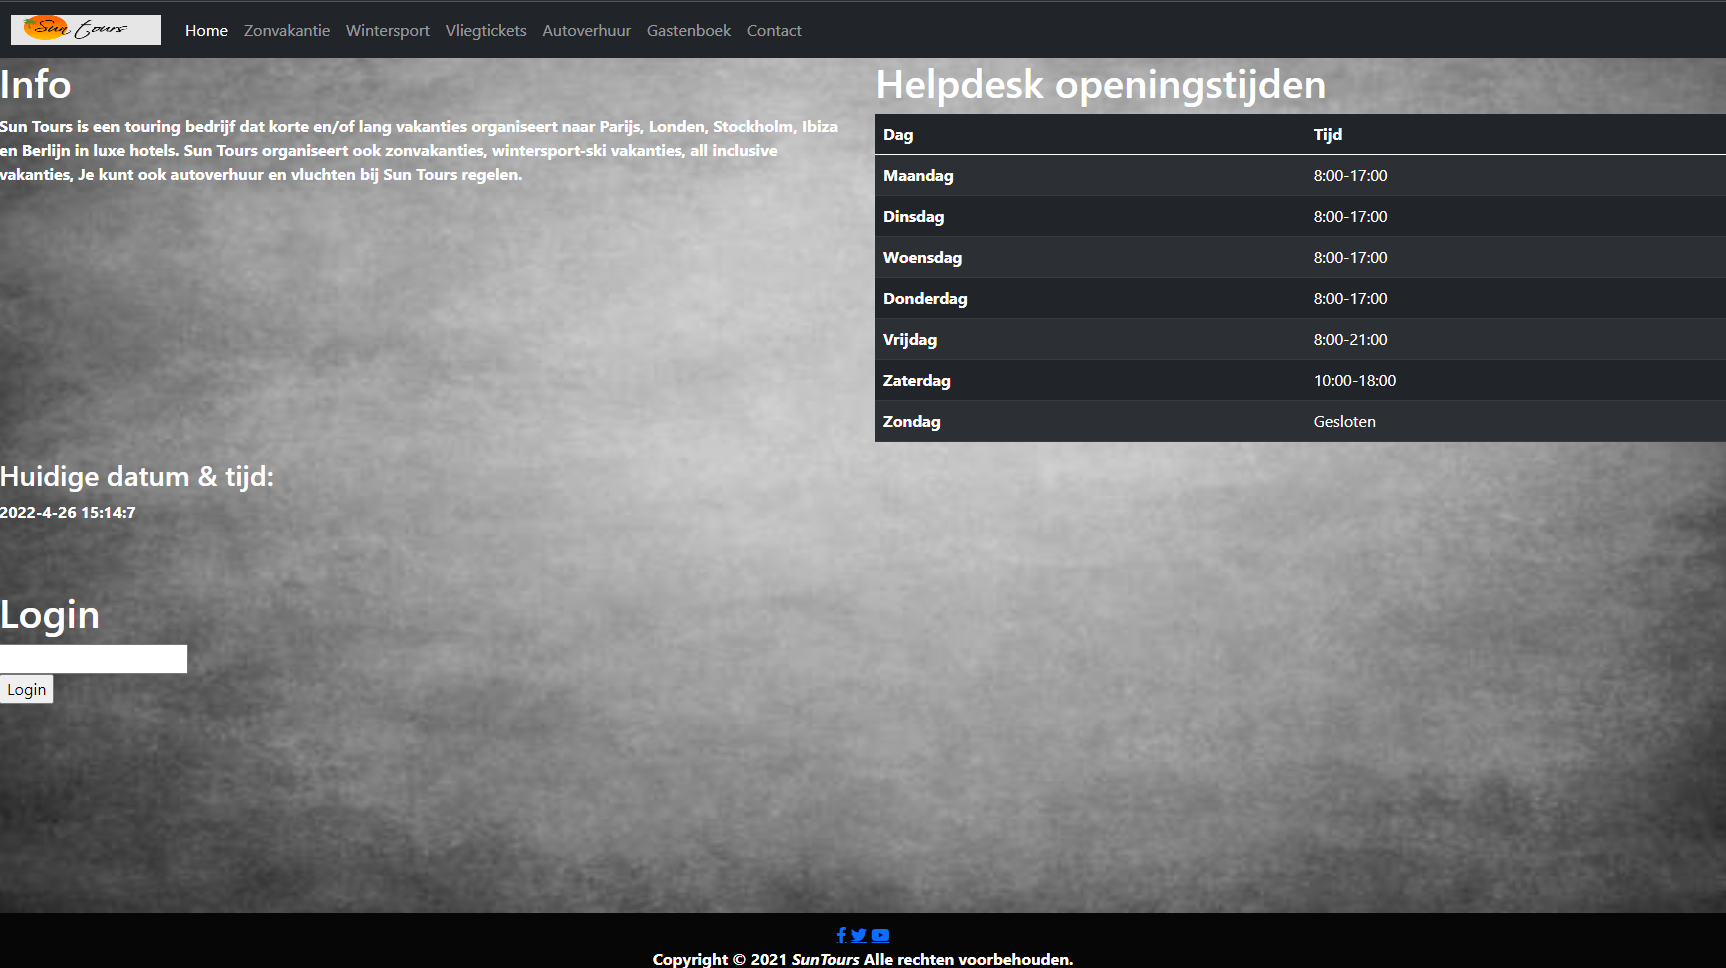 Sun Tours
Home Zonvakantie Wintersport Vliegtickets Autoverhuur Gastenboek Contact
Info
Sun Tours is een touring bedrijf dat korte en/of lang vakanties organiseert naar Parijs, Londen, Stockholm, Ibiza
en Berlijn in luxe hotels. Sun Tours organiseert ook zonvakanties, wintersport-ski vakanties, all inclusive
vakanties, Je kunt ook autoverhuur en vluchten bij Sun Tours regelen.
Helpdesk openingstijden
Dag Tijd
Maandag 8:00-17:00
Dinsdag 8:00-17:00
Woensdag 8:00-17:00
Donderdag 8:00-17:00
Vrijdag 8:00-21:00
Zaterdag 10:00-18:00
Zondag Gesloten
Huidige datum & tijd:
2022-4-26 15:14:7
Login
Login
Copyright © 2021 SunTours Alle rechten voorbehouden.